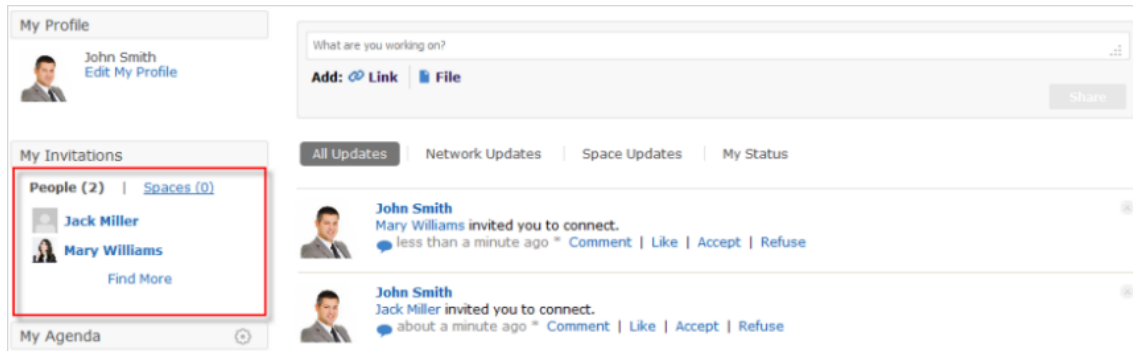 My Profile
John Smith
Edit My Profile
What are you working on?
Add: Link | File
Share
My Invitations
People (2) | Spaces (0)
Jack Miller
Mary Williams
Find More
My Agenda
All Updates | Network Updates | Space Updates | My Status
John Smith
Mary Williams invited you to connect.
less than a minute ago * Comment | Like | Accept | Refuse
John Smith
Jack Miller invited you to connect.
about a minute ago * Comment | Like | Accept | Refuse